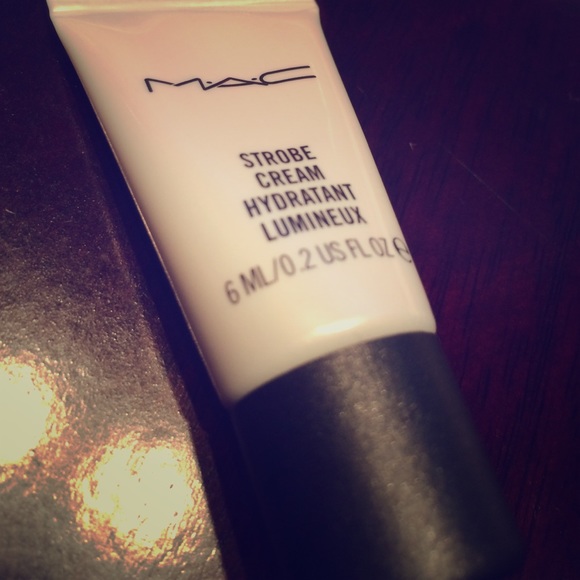 M·A·C
STROBE
CREAM
HYDRATANT
LUMINEUX
6 ML/0.2 US FL OZ ℮